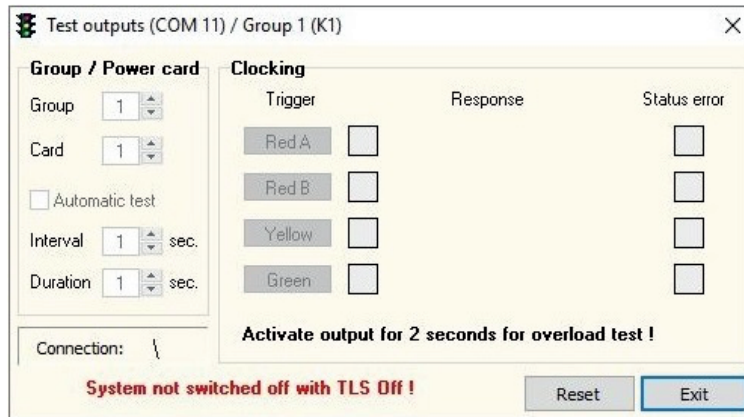 Test outputs (COM 11) / Group 1 (K1)
Group / Power card
Group 1
Card 1
Automatic test
Interval 1 sec.
Duration 1 sec.
Connection: \
Clocking
Trigger Response Status error
Red A
Red B
Yellow
Green
Activate output for 2 seconds for overload test !
System not switched off with TLS Off !
Reset Exit